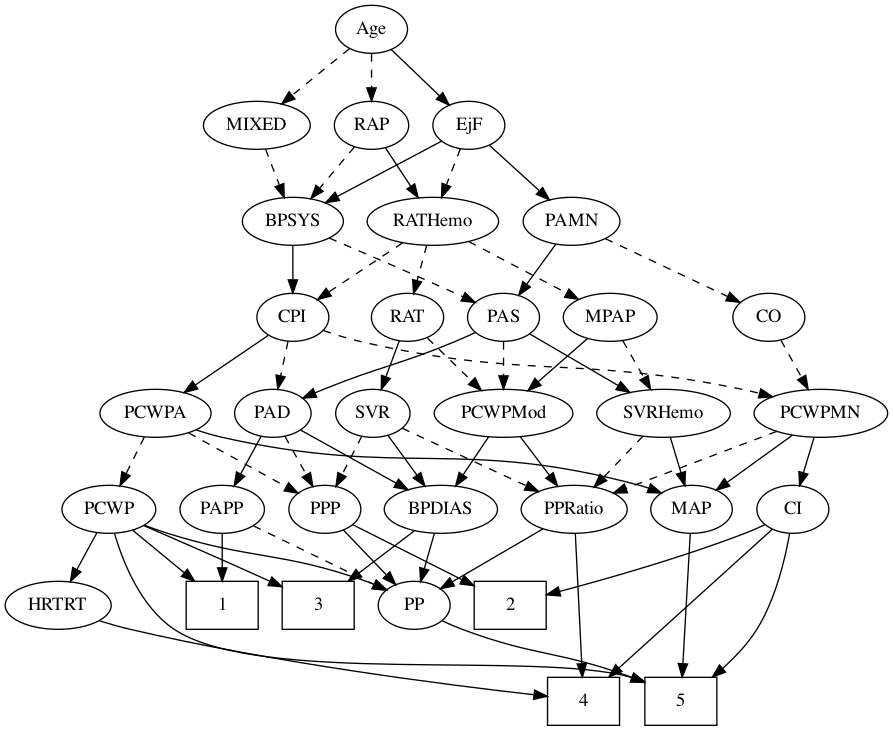 Age
MIXED
RAP
EjF
BPSYS
RATHemo
PAMN
CPI
RAT
PAS
MPAP
CO
PCWPA
PAD
SVR
PCWPMod
SVRHemo
PCWPMN
PCWP
PAPP
PPP
BPDIAS
PPRatio
MAP
CI
HRTRT
1
3
PP
2
4
5